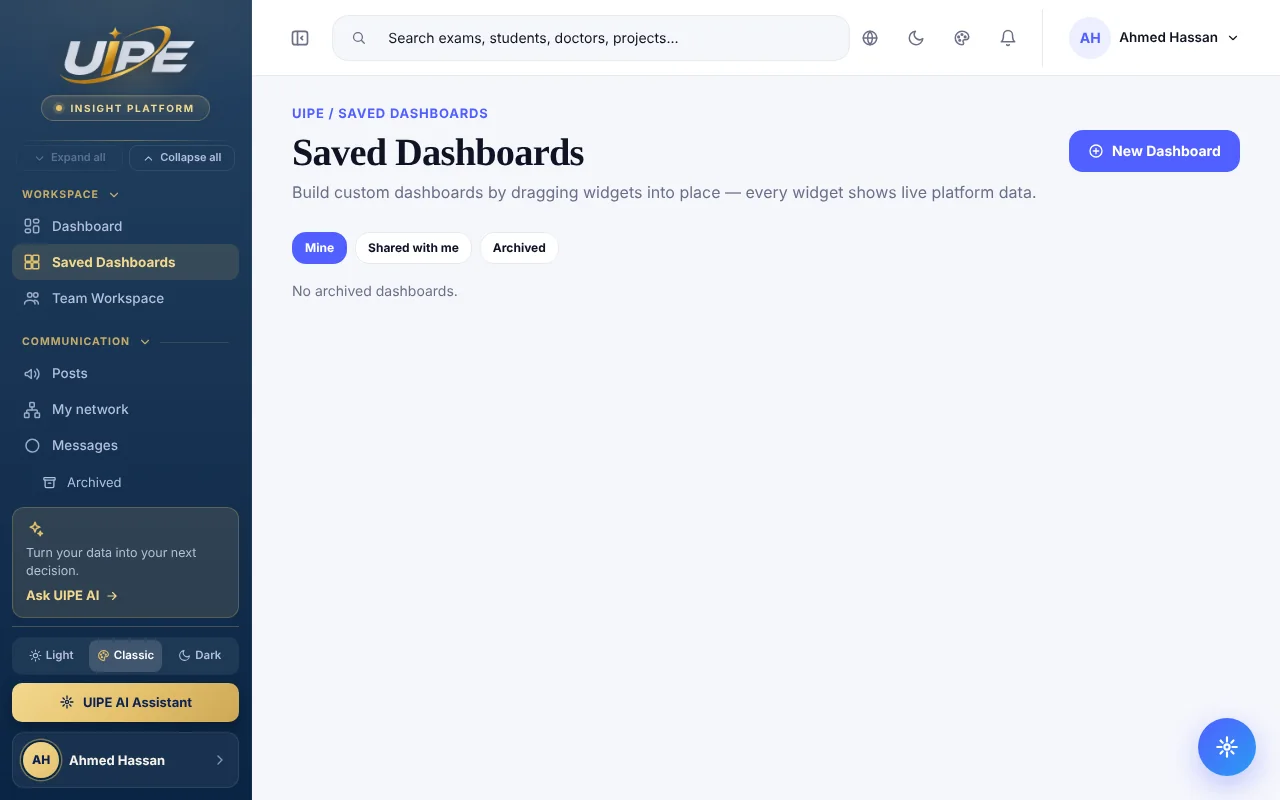 UIPE
INSIGHT PLATFORM
Expand all
Collapse all
WORKSPACE
Dashboard
Saved Dashboards
Team Workspace
COMMUNICATION
Posts
My network
Messages
Archived
Turn your data into your next
decision.
Ask UIPE AI →
Light
Classic
Dark
UIPE AI Assistant
AH
Ahmed Hassan
Search exams, students, doctors, projects...
AH
Ahmed Hassan
UIPE / SAVED DASHBOARDS
Saved Dashboards
New Dashboard
Build custom dashboards by dragging widgets into place — every widget shows live platform data.
Mine
Shared with me
Archived
No archived dashboards.